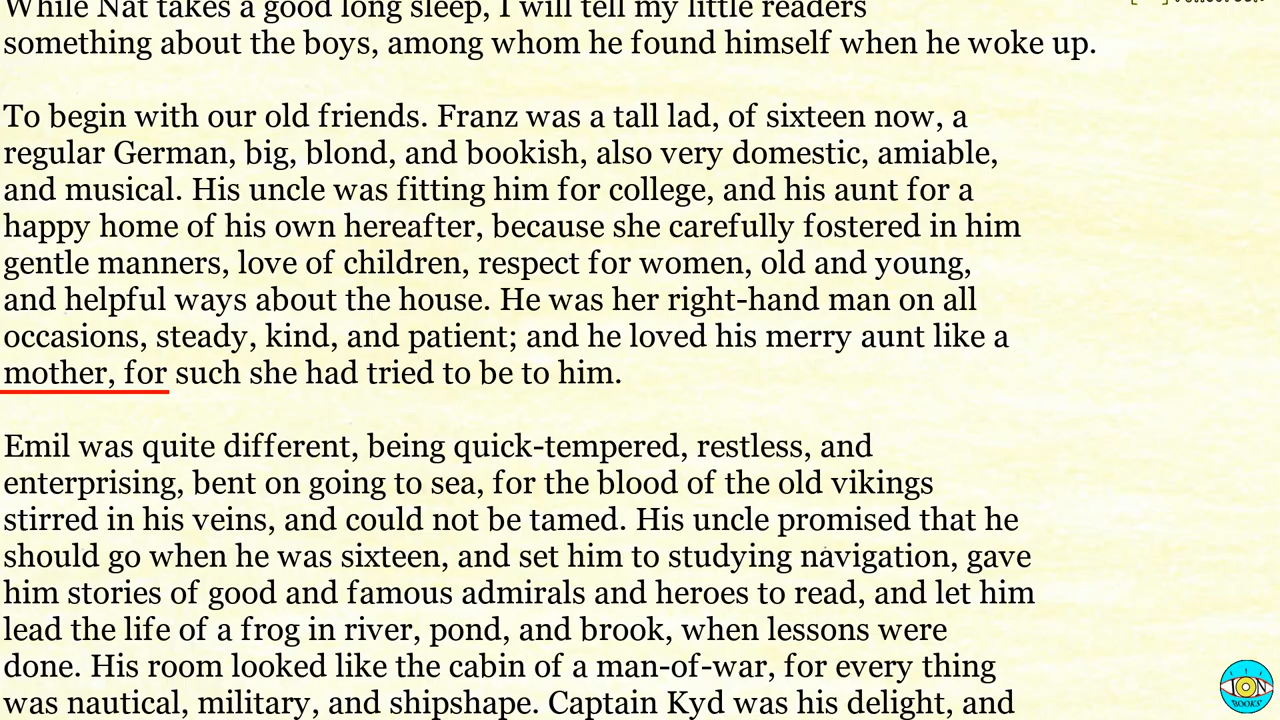 While Nat takes a good long sleep, I will tell my little readers
something about the boys, among whom he found himself when he woke up.
To begin with our old friends. Franz was a tall lad, of sixteen now, a
regular German, big, blond, and bookish, also very domestic, amiable,
and musical. His uncle was fitting him for college, and his aunt for a
happy home of his own hereafter, because she carefully fostered in him
gentle manners, love of children, respect for women, old and young,
and helpful ways about the house. He was her right-hand man on all
occasions, steady, kind, and patient; and he loved his merry aunt like a
mother, for such she had tried to be to him.
Emil was quite different, being quick-tempered, restless, and
enterprising, bent on going to sea, for the blood of the old vikings
stirred in his veins, and could not be tamed. His uncle promised that he
should go when he was sixteen, and set him to studying navigation, gave
him stories of good and famous admirals and heroes to read, and let him
lead the life of a frog in river, pond, and brook, when lessons were
done. His room looked like the cabin of a man-of-war, for every thing
was nautical, military, and shipshape. Captain Kyd was his delight, and
ION
BOOKS